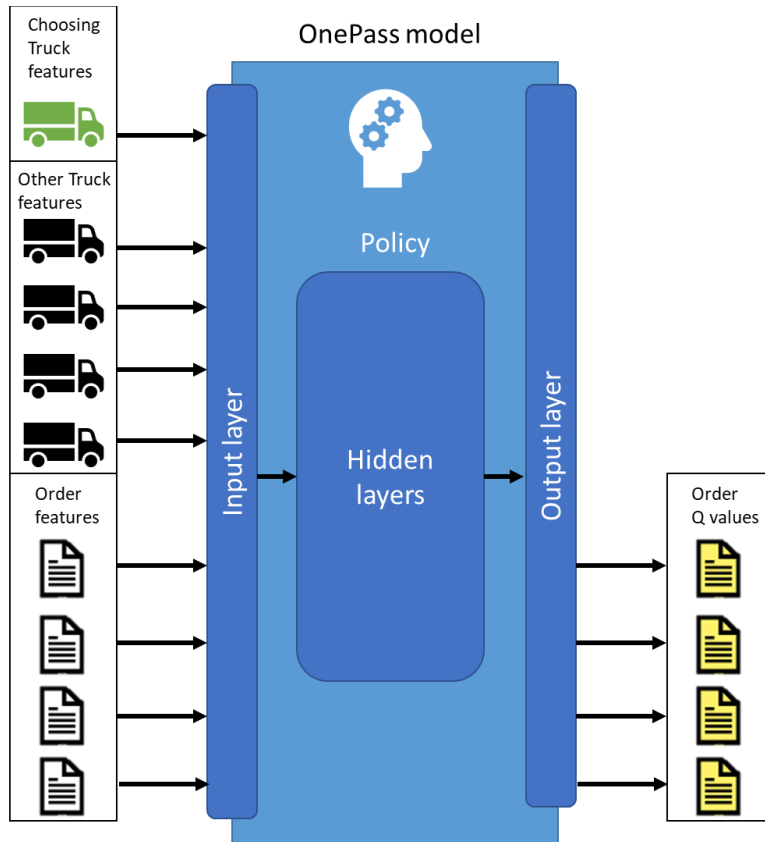 Choosing
Truck
features
OnePass model
Other Truck
features
Policy
Input layer
Hidden
layers
Output layer
Order
features
Order
Q values